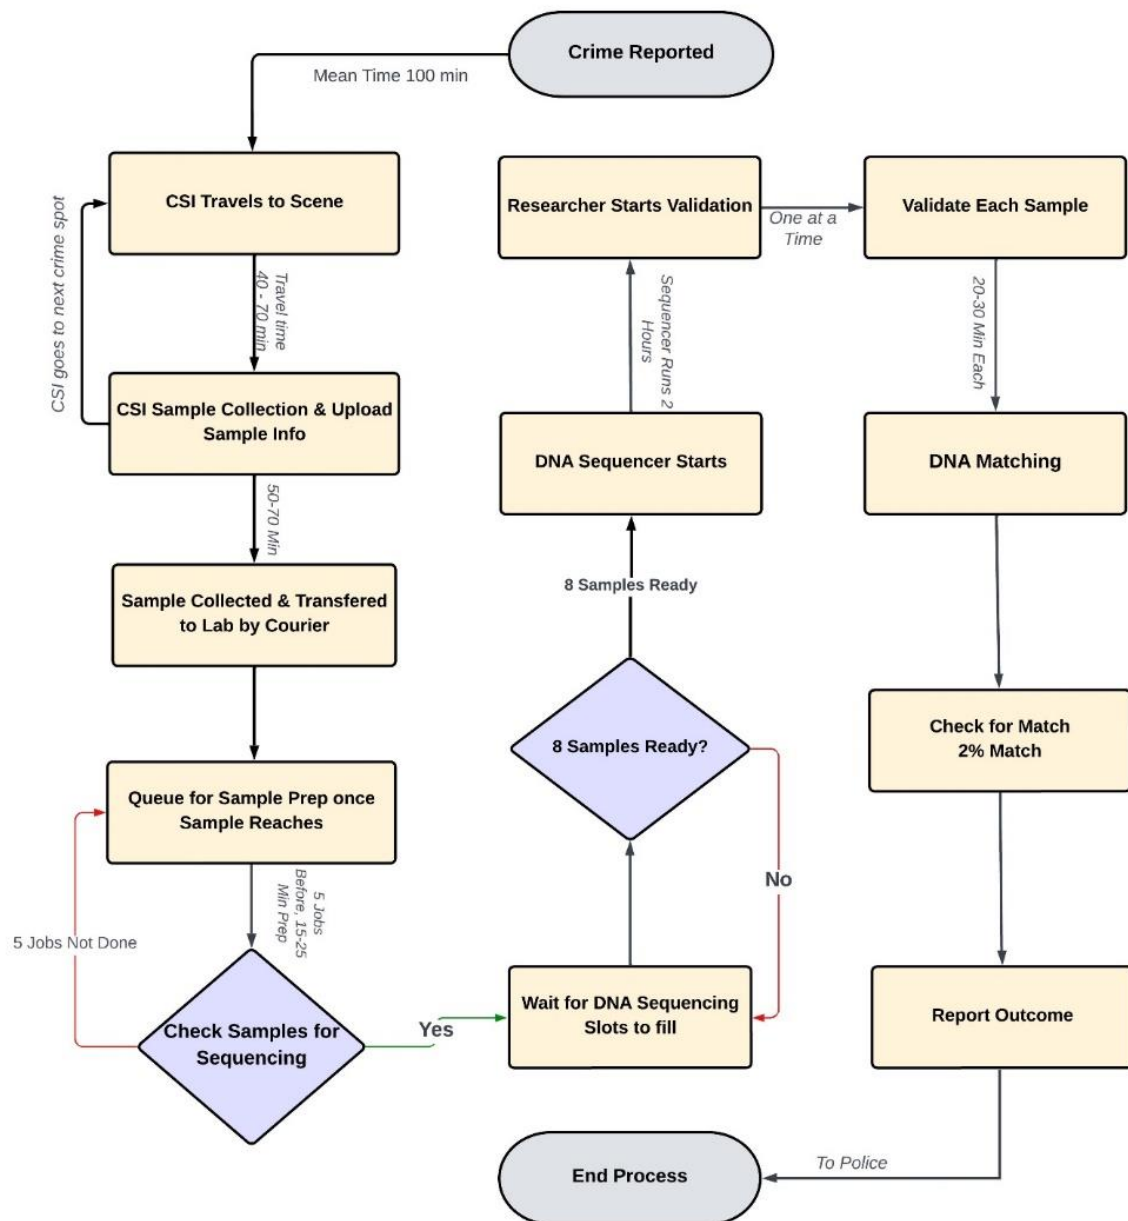 Crime Reported
Mean Time 100 min
CSI Travels to Scene
CSI goes to next crime spot
Travel time
40 - 70 min
CSI Sample Collection & Upload
Sample Info
50-70 Min
Sample Collected & Transfered
to Lab by Courier
Queue for Sample Prep once
Sample Reaches
5 Jobs
Before, 15-25
Min Prep
5 Jobs Not Done
Check Samples for
Sequencing
Yes
Wait for DNA Sequencing
Slots to fill
No
8 Samples Ready?
8 Samples Ready
DNA Sequencer Starts
Sequencer Runs 2
Hours
Researcher Starts Validation
One at a
Time
Validate Each Sample
20-30 Min Each
DNA Matching
Check for Match
2% Match
Report Outcome
To Police
End Process